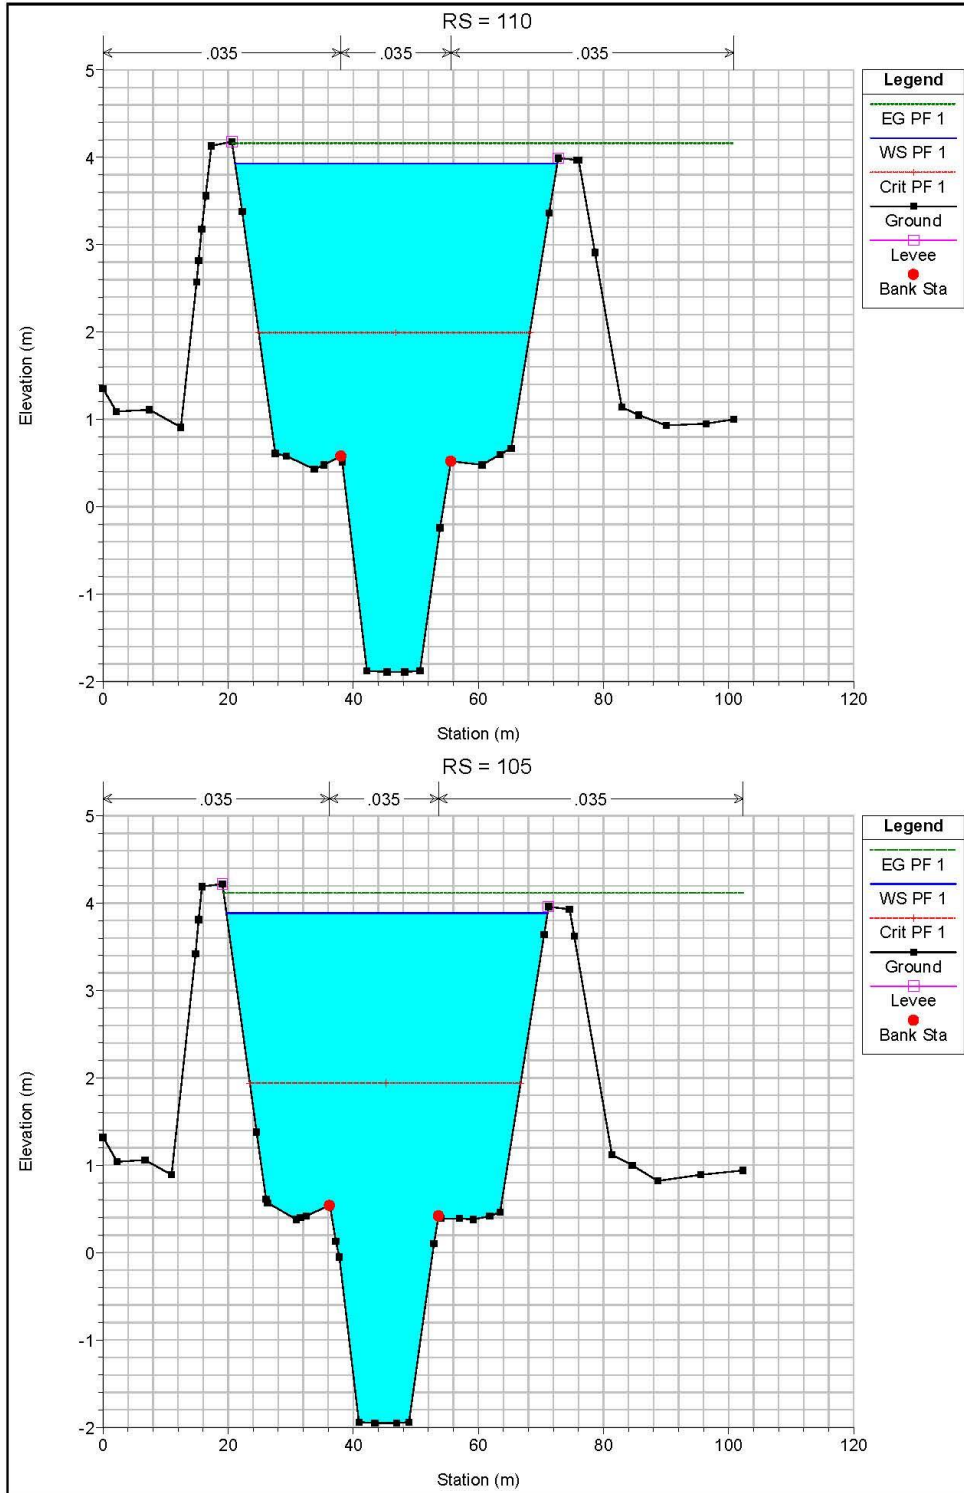 RS = 110
.035 .035 .035
5
4
3
2
1
0
-1
-2
Elevation (m)
0 20 40 60 80 100 120
Station (m)
Legend
EG PF 1
WS PF 1
Crit PF 1
Ground
Levee
Bank Sta
RS = 105
.035 .035 .035
5
4
3
2
1
0
-1
-2
Elevation (m)
0 20 40 60 80 100 120
Station (m)
Legend
EG PF 1
WS PF 1
Crit PF 1
Ground
Levee
Bank Sta